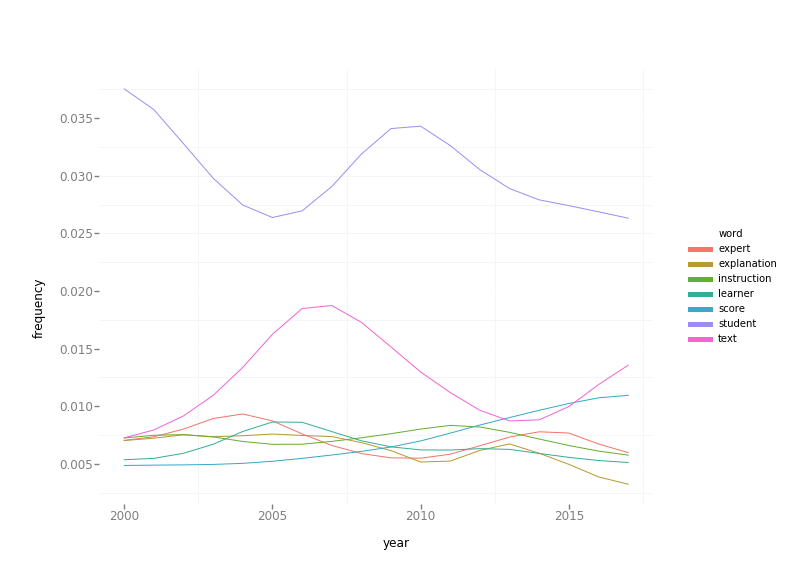 0.035
0.030
0.025
0.020
0.015
0.010
0.005
frequency
2000 2005 2010 2015
year
word
expert
explanation
instruction
learner
score
student
text